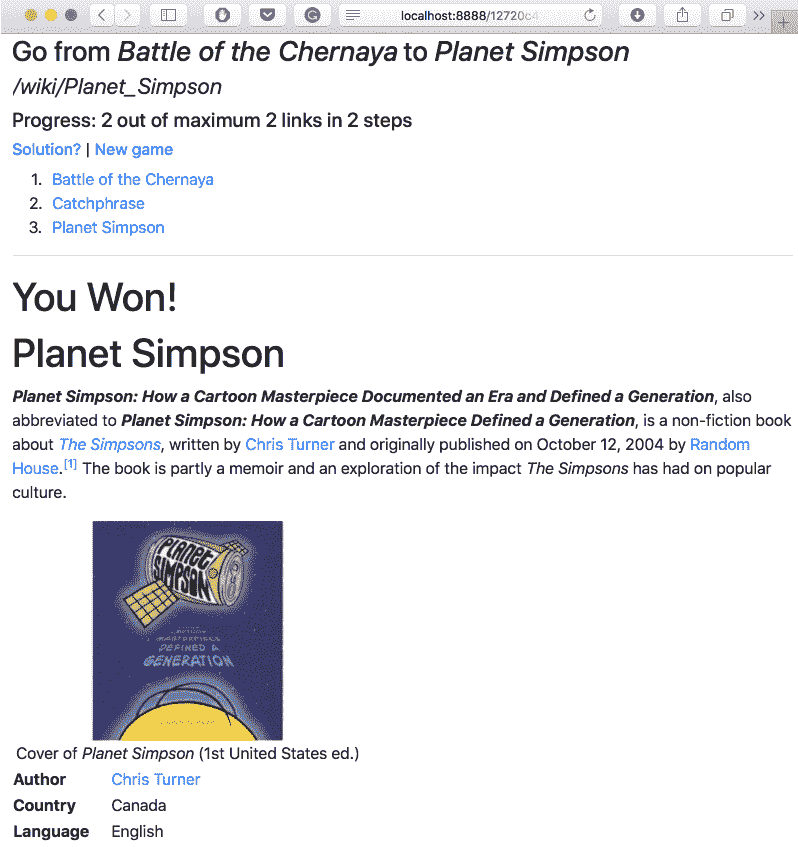 localhost:8888/12720c4
Go from Battle of the Chernaya to Planet Simpson
/wiki/Planet_Simpson
Progress: 2 out of maximum 2 links in 2 steps
Solution? | New game
1. Battle of the Chernaya
2. Catchphrase
3. Planet Simpson
You Won!
Planet Simpson
Planet Simpson: How a Cartoon Masterpiece Documented an Era and Defined a Generation, also
abbreviated to Planet Simpson: How a Cartoon Masterpiece Defined a Generation, is a non-fiction book
about The Simpsons, written by Chris Turner and originally published on October 12, 2004 by Random
House.[1] The book is partly a memoir and an exploration of the impact The Simpsons has had on popular
culture.
PLANET
SIMPSON
MASTERPIECE
DEFINED A
GENERATION
Cover of Planet Simpson (1st United States ed.)
Author Chris Turner
Country Canada
Language English